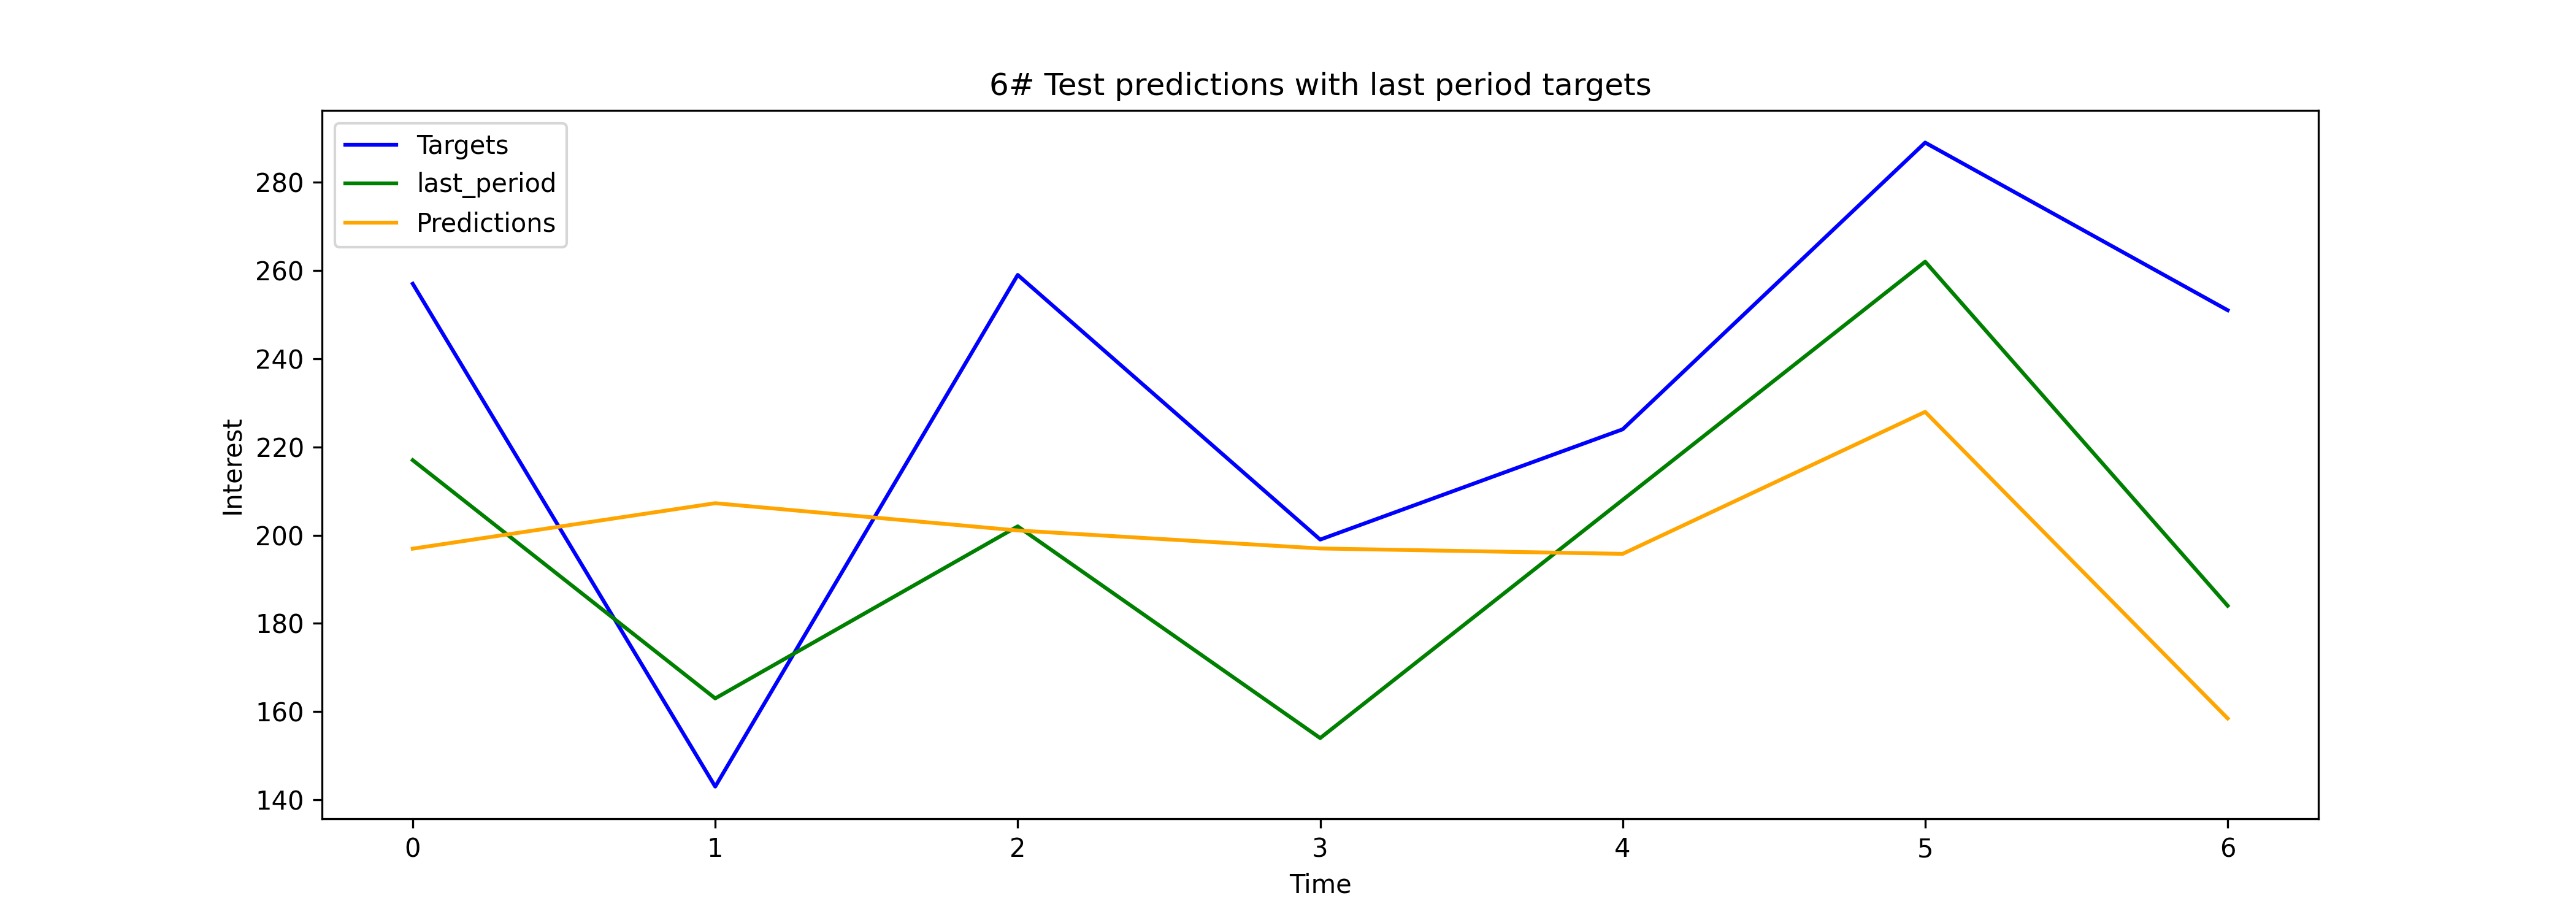 6# Test predictions with last period targets
Targets
last_period
Predictions
280
260
240
220
200
180
160
140
Interest
0 1 2 3 4 5 6
Time